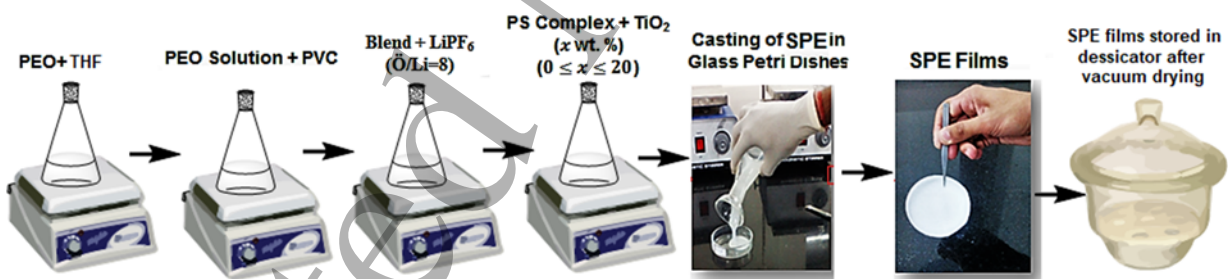 PEO+ THF
PEO Solution + PVC
Blend + LiPF₆
(Ö/Li=8)
PS Complex + TiO₂
(x wt. %)
(0 ≤ x ≤ 20)
Casting of SPE in
Glass Petri Dishes
SPE Films
SPE films stored in
dessicator after
vacuum drying